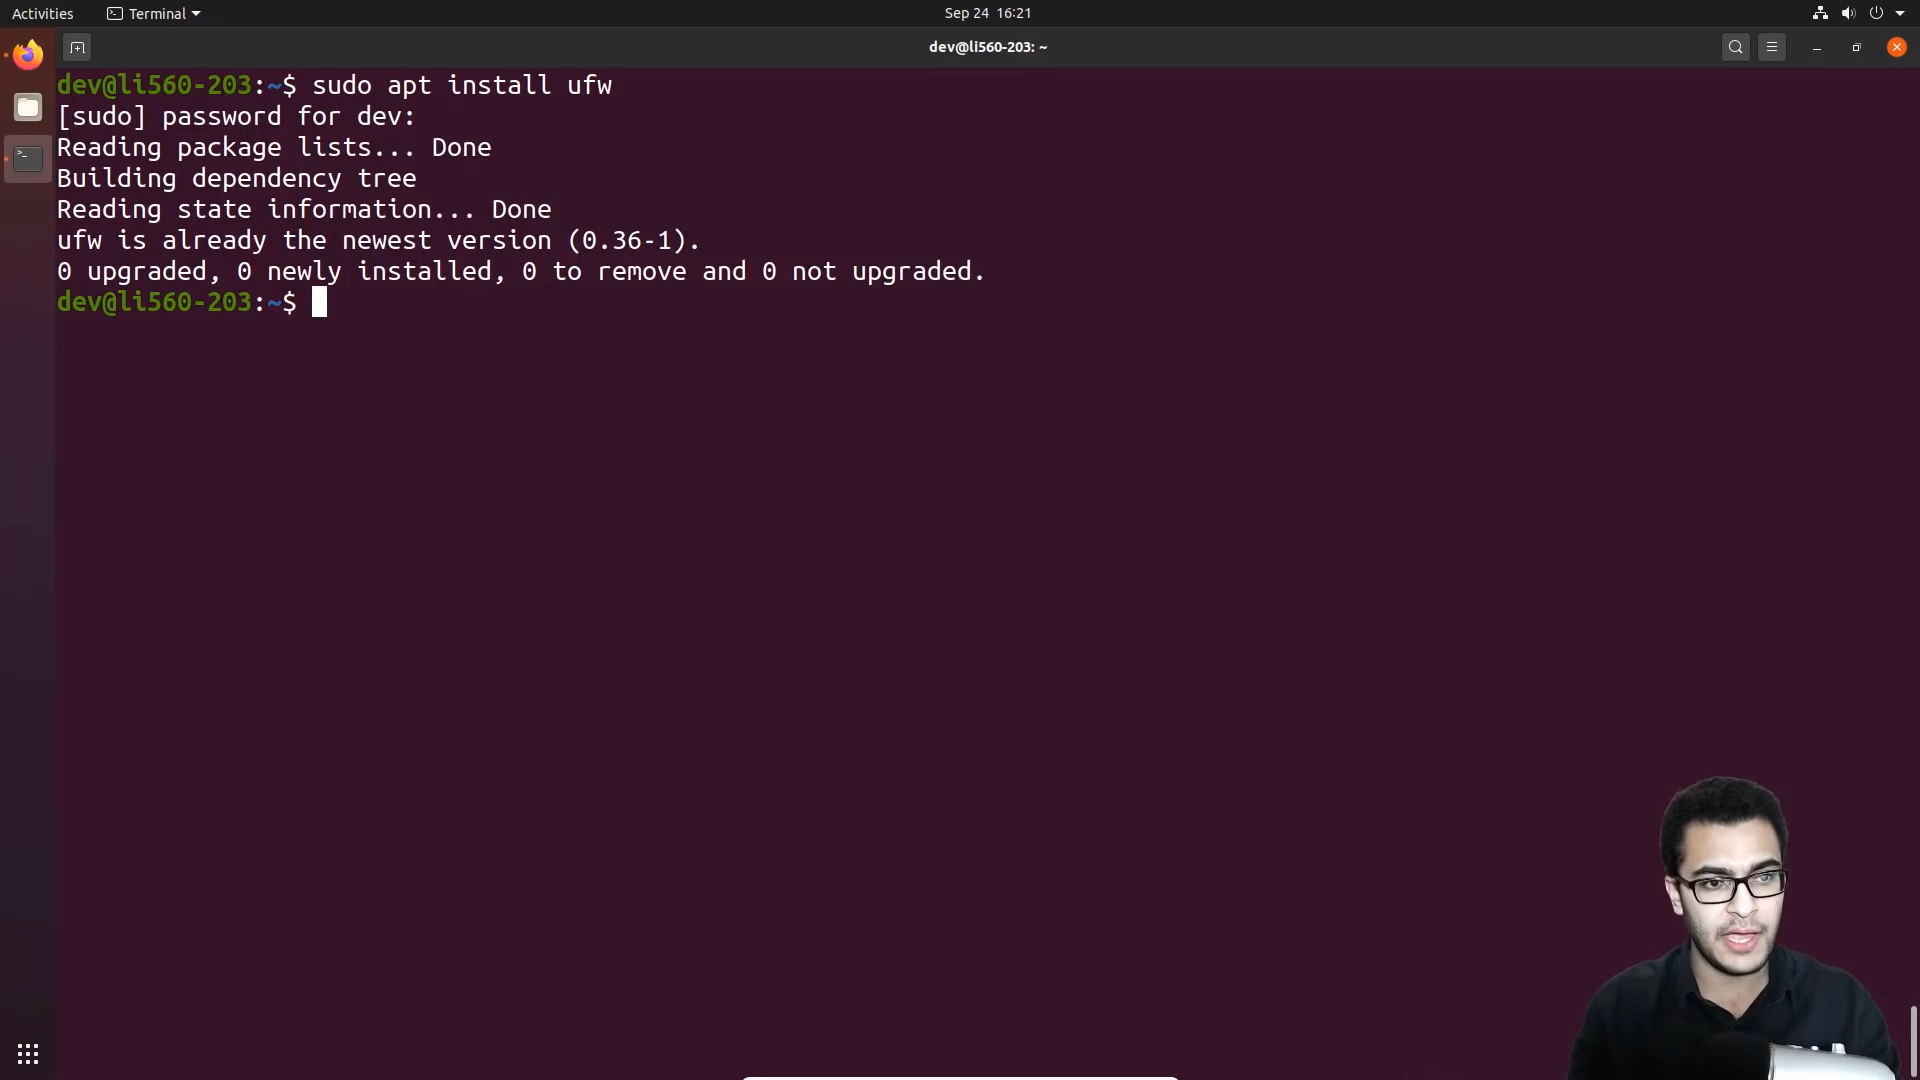 Activities
Terminal
Sep 24 16:21
dev@li560-203: ~
dev@li560-203:~$ sudo apt install ufw
[sudo] password for dev:
Reading package lists... Done
Building dependency tree
Reading state information... Done
ufw is already the newest version (0.36-1).
0 upgraded, 0 newly installed, 0 to remove and 0 not upgraded.
dev@li560-203:~$